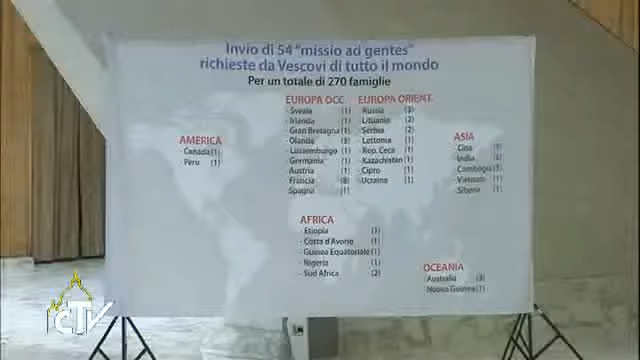 Invio di 54 "missio ad gentes"
richieste da Vescovi di tutto il mondo
Per un totale di 270 famiglie
AMERICA
- Canada (1)
- Peru (1)
EUROPA OCC.
- Svezia (1)
- Irlanda (1)
- Gran Bretagna (1)
- Olanda (3)
- Lussemburgo (1)
- Germania (1)
- Austria (1)
- Francia (8)
- Spagna (1)
EUROPA ORIENT.
- Russia (3)
- Lituania (2)
- Serbia (2)
- Lettonia (1)
- Rep. Ceca (1)
- Kazachistan (1)
- Cipro (1)
- Ucraina (1)
ASIA
- Cina
- India
- Cambogia
- Vietnam (1)
- Siberia (1)
AFRICA
- Etiopia
- Costa d'Avorio (1)
- Guinea Equatoriale (1)
- Nigeria (1)
- Sud Africa (2)
OCEANIA
- Australia (3)
- Nuova Guinea (1)
CTV